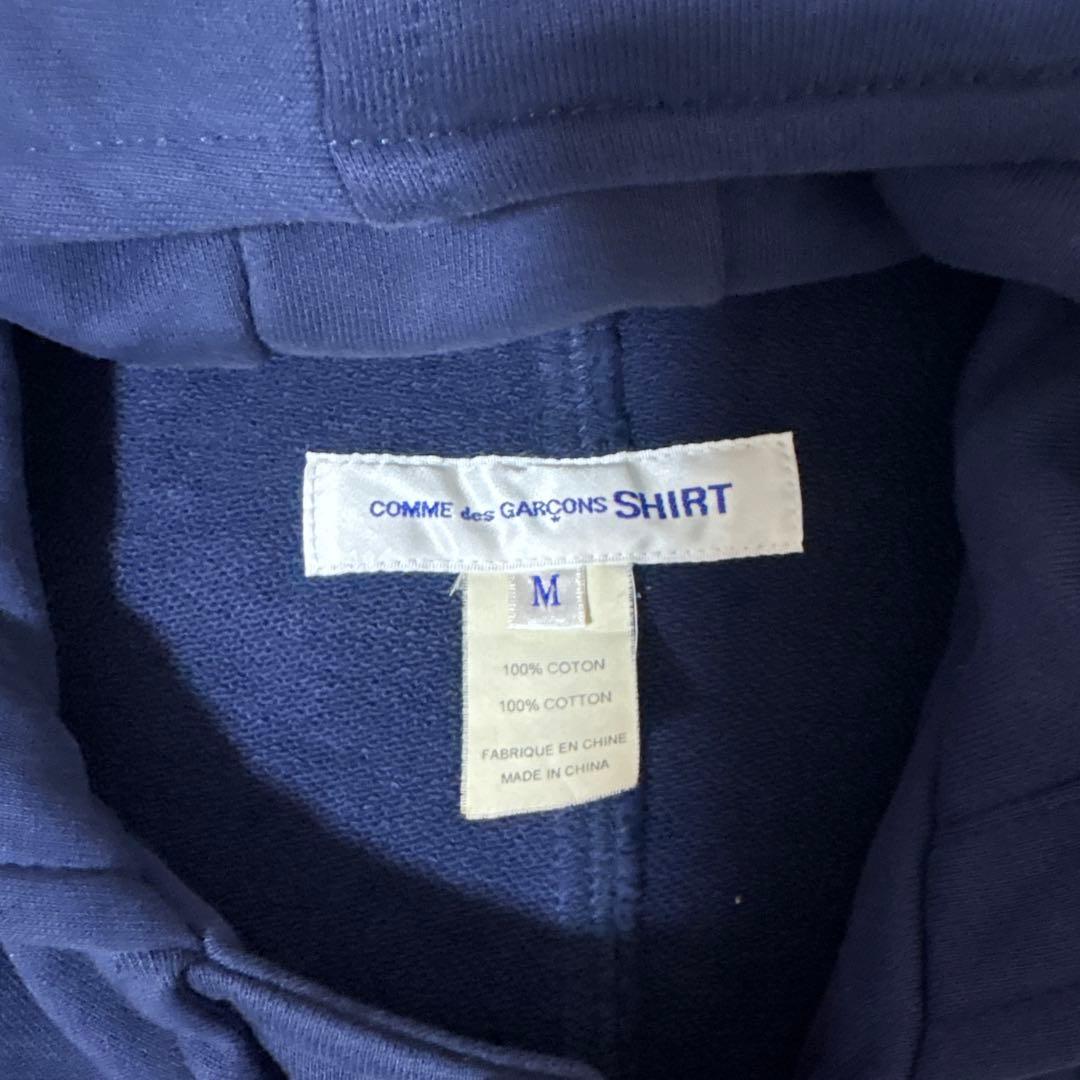 COMME des GARÇONS SHIRT
M
100% COTON
100% COTTON
FABRIQUE EN CHINE
MADE IN CHINA